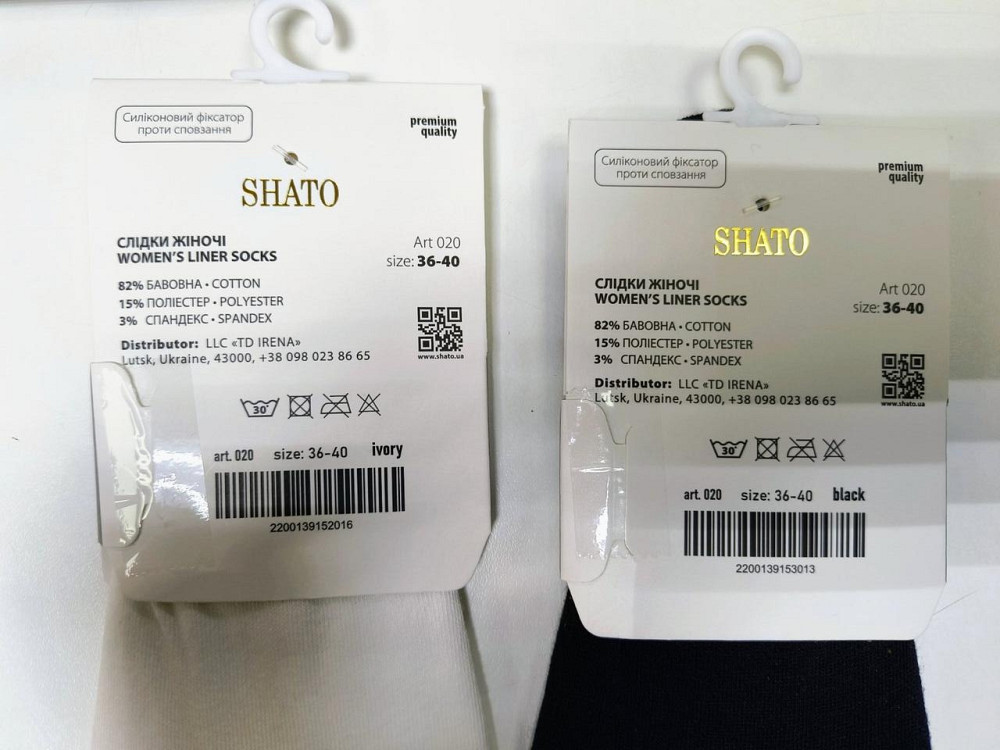 Силіконовий фіксатор
проти сповзання
premium
quality
SHATO
СЛІДКИ ЖІНОЧІ
WOMEN'S LINER SOCKS
Art 020
size: 36-40
82% БАВОВНА • COTTON
15% ПОЛІЕСТЕР • POLYESTER
3% СПАНДЕКС • SPANDEX
www.shato.ua
Distributor: LLC «TD IRENA»
Lutsk, Ukraine, 43000, +38 098 023 86 65
30°
art. 020 size: 36-40 ivory
2200139152016
Силіконовий фіксатор
проти сповзання
premium
quality
SHATO
СЛІДКИ ЖІНОЧІ
WOMEN'S LINER SOCKS
Art 020
size: 36-40
82% БАВОВНА • COTTON
15% ПОЛІЕСТЕР • POLYESTER
3% СПАНДЕКС • SPANDEX
www.shato.ua
Distributor: LLC «TD IRENA»
Lutsk, Ukraine, 43000, +38 098 023 86 65
30°
art. 020 size: 36-40 black
2200139153013